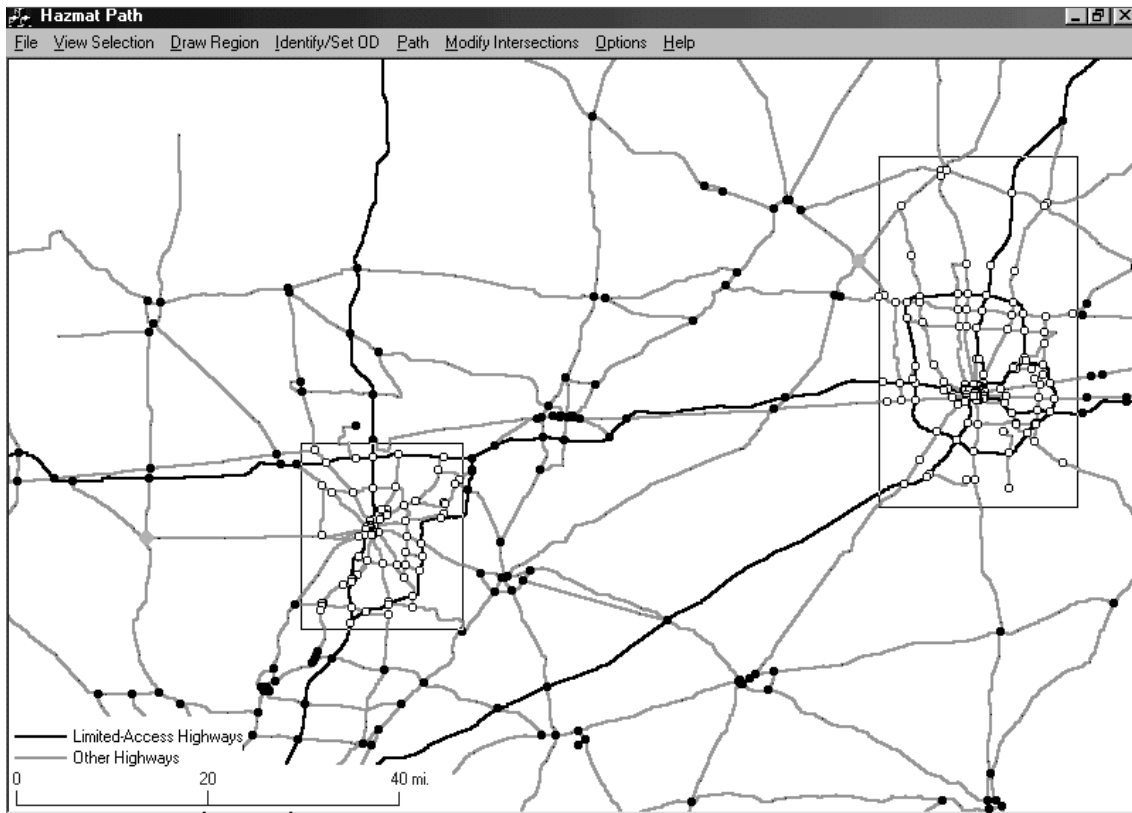 Hazmat Path
File View Selection Draw Region Identify/Set OD Path Modify Intersections Options Help
Limited-Access Highways
Other Highways
0 20 40 mi.